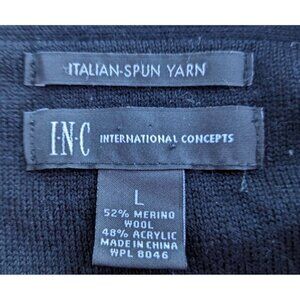 ITALIAN-SPUN YARN
I·N·C INTERNATIONAL CONCEPTS
L
52% MERINO
WOOL
48% ACRYLIC
MADE IN CHINA
WPL 8046